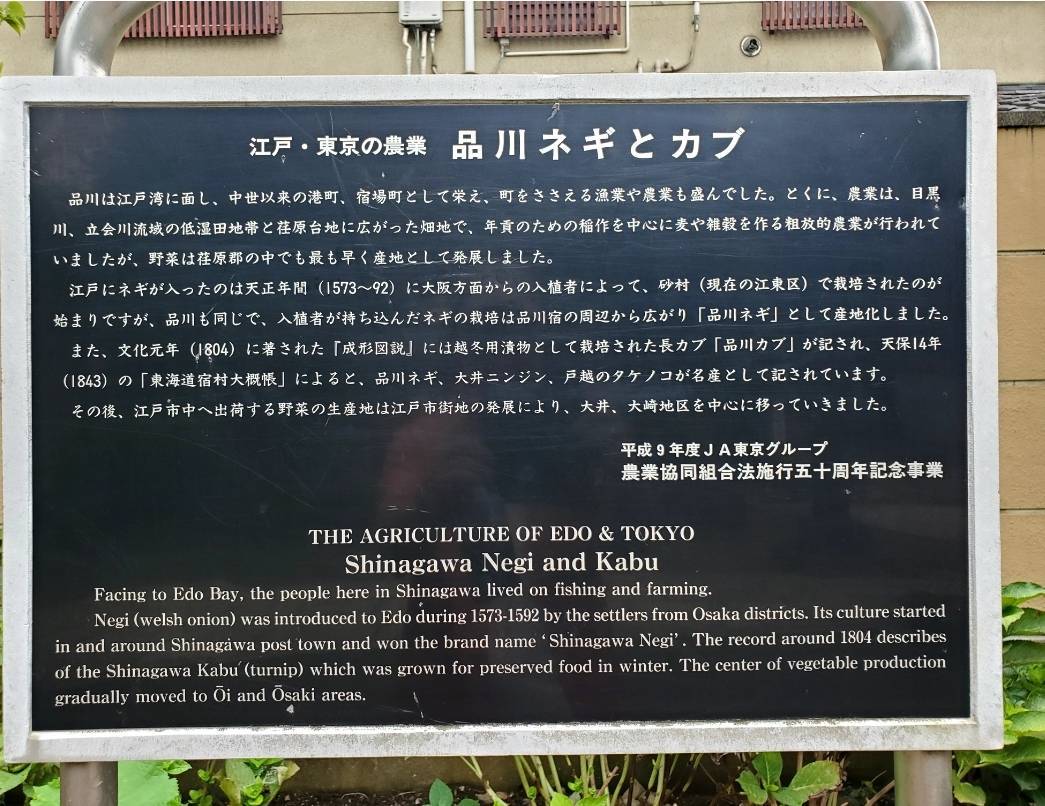 江戸・東京の農業 品川ネギとカブ
品川は江戸湾に面し、中世以来の港町、宿場町として栄え、町をささえる漁業や農業も盛んでした。とくに、農業は、目黒
川、立会川流域の低湿田地帯と荏原台地に広がった畑地で、年貢のための稲作を中心に麦や雑穀を作る粗放的農業が行われて
いましたが、野菜は荏原郡の中でも最も早く産地として発展しました。
江戸にネギが入ったのは天正年間（1573〜92）に大阪方面からの入植者によって、砂村（現在の江東区）で栽培されたのが
始まりですが、品川も同じで、入植者が持ち込んだネギの栽培は品川宿の周辺から広がり「品川ネギ」として産地化しました。
また、文化元年（1804）に著された『成形図説』には越冬用漬物として栽培された長カブ「品川カブ」が記され、天保14年
（1843）の「東海道宿村大概帳」によると、品川ネギ、大井ニンジン、戸越のタケノコが名産として記されています。
その後、江戸市中へ出荷する野菜の生産地は江戸市街地の発展により、大井、大崎地区を中心に移っていきました。
平成9年度JA東京グループ
農業協同組合法施行五十周年記念事業
THE AGRICULTURE OF EDO & TOKYO
Shinagawa Negi and Kabu
Facing to Edo Bay, the people here in Shinagawa lived on fishing and farming.
Negi (welsh onion) was introduced to Edo during 1573-1592 by the settlers from Osaka districts. Its culture started
in and around Shinagawa post town and won the brand name ‘Shinagawa Negi’. The record around 1804 describes
of the Shinagawa Kabu (turnip) which was grown for preserved food in winter. The center of vegetable production
gradually moved to Ōi and Ōsaki areas.